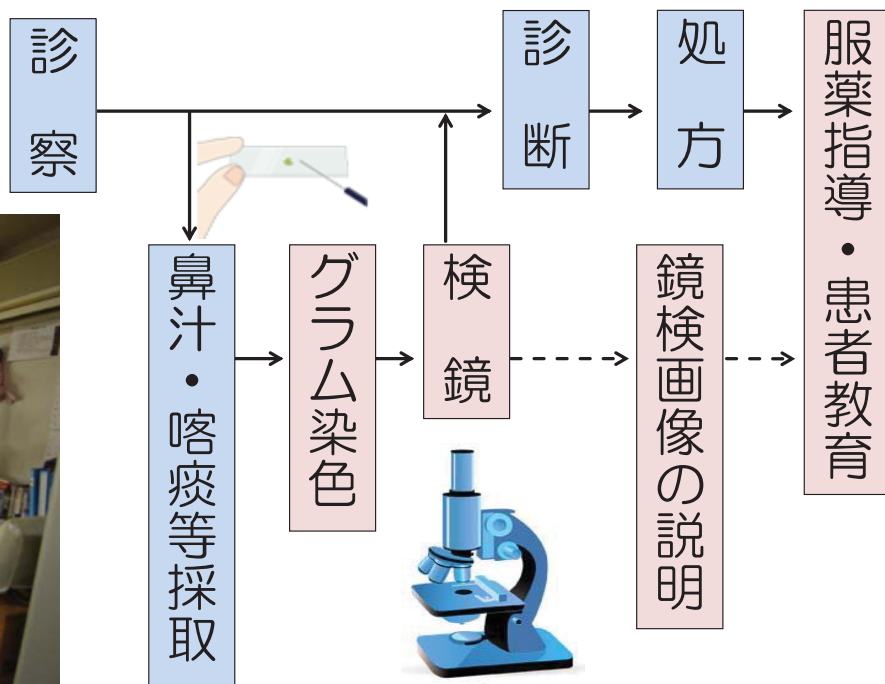 診察
診断
処方
服薬指導・患者教育
鼻汁・喀痰等採取
グラム染色
検鏡
鏡検画像の説明